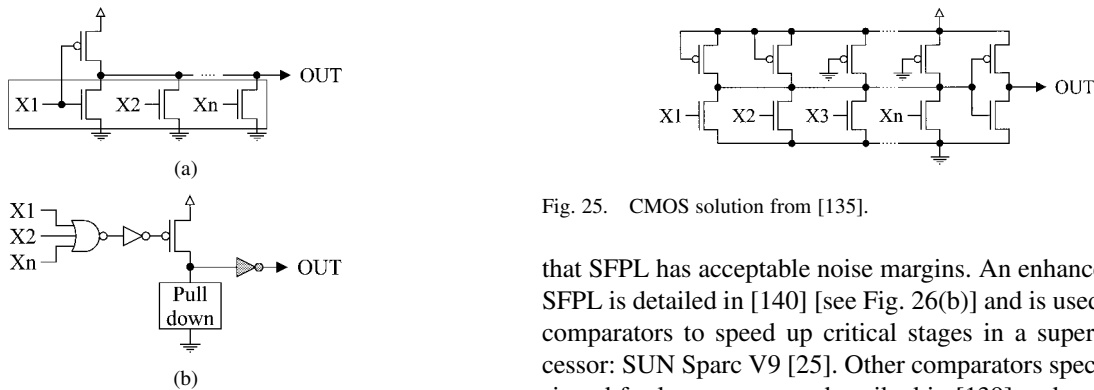 X1
X2
Xn
OUT
(a)
X1
X2
Xn
OUT
Pull
down
(b)
X1
X2
X3
Xn
OUT
Fig. 25. CMOS solution from [135].
that SFPL has acceptable noise margins. An enhance
SFPL is detailed in [140] [see Fig. 26(b)] and is used
comparators to speed up critical stages in a super
cessor: SUN Sparc V9 [25]. Other comparators spec